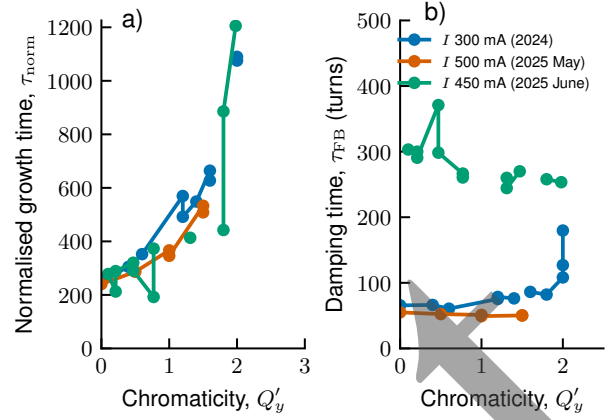 a)
Normalised growth time, τnorm
1200
1000
800
600
400
200
0
0 1 2 3
Chromaticity, Q′y
b)
I 300 mA (2024)
I 500 mA (2025 May)
I 450 mA (2025 June)
Damping time, τFB (turns)
500
400
300
200
100
0
0 1 2
Chromaticity, Q′y